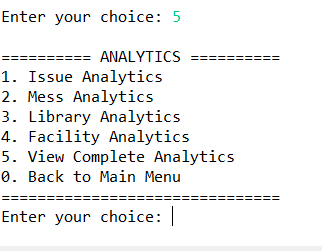 Enter your choice: 5
========== ANALYTICS ==========
1. Issue Analytics
2. Mess Analytics
3. Library Analytics
4. Facility Analytics
5. View Complete Analytics
0. Back to Main Menu
===============================
Enter your choice: